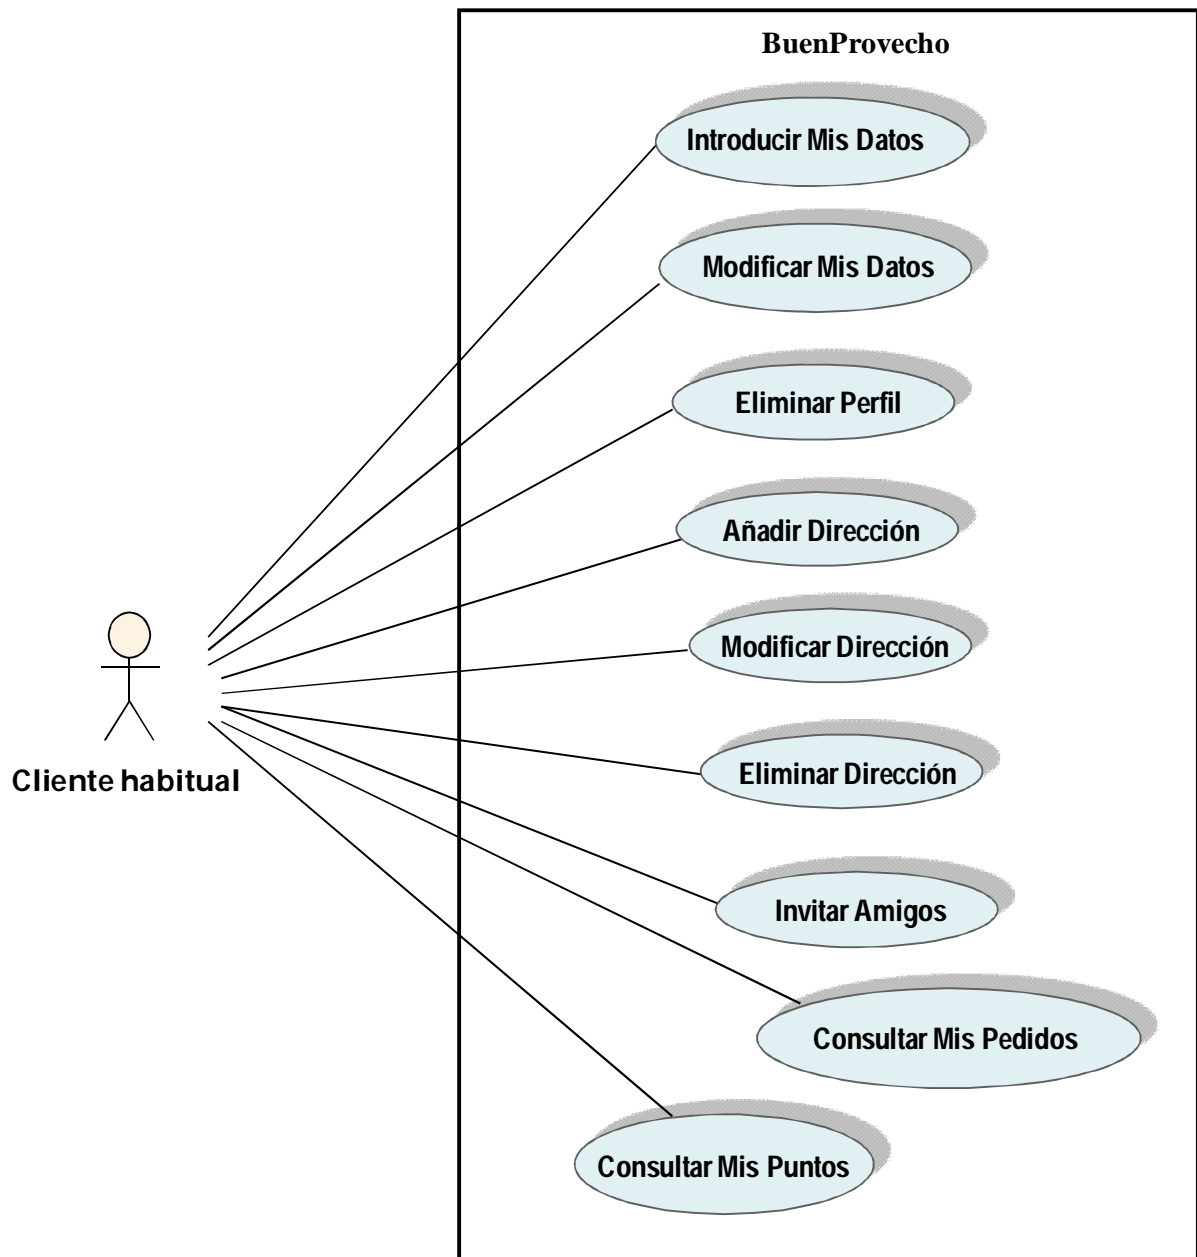 BuenProvecho
Introducir Mis Datos
Modificar Mis Datos
Eliminar Perfil
Añadir Dirección
Modificar Dirección
Cliente habitual
Eliminar Dirección
Invitar Amigos
Consultar Mis Pedidos
Consultar Mis Puntos